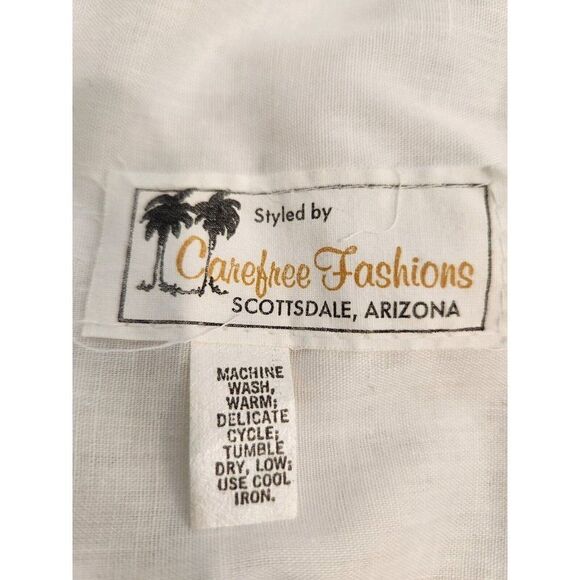 Styled by
Carefree Fashions
SCOTTSDALE, ARIZONA
MACHINE
WASH,
WARM;
DELICATE
CYCLE;
TUMBLE
DRY, LOW;
USE COOL
IRON.